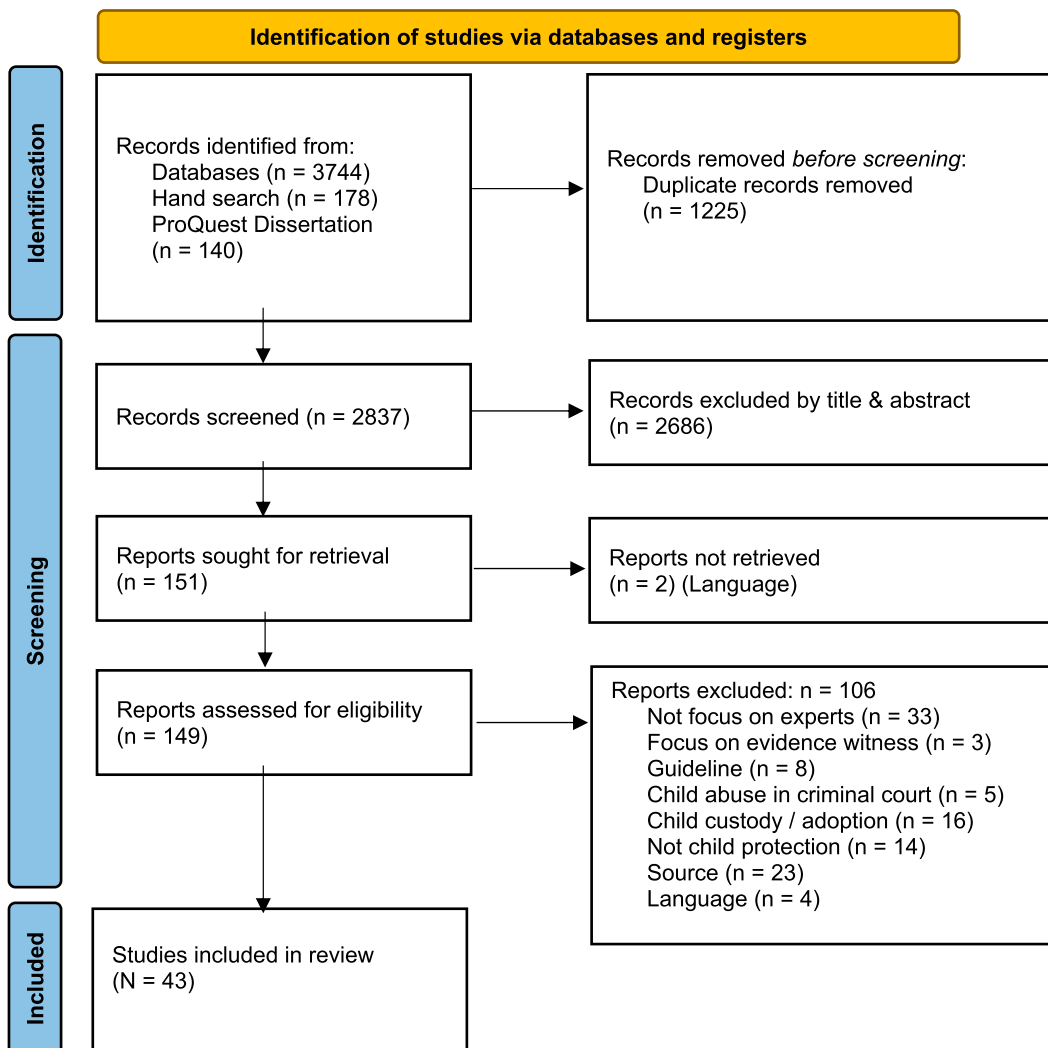 Identification of studies via databases and registers
Identification
Records identified from:
Databases (n = 3744)
Hand search (n = 178)
ProQuest Dissertation
(n = 140)
Records removed before screening:
Duplicate records removed
(n = 1225)
Screening
Records screened (n = 2837)
Records excluded by title & abstract
(n = 2686)
Reports sought for retrieval
(n = 151)
Reports not retrieved
(n = 2) (Language)
Reports assessed for eligibility
(n = 149)
Reports excluded: n = 106
Not focus on experts (n = 33)
Focus on evidence witness (n = 3)
Guideline (n = 8)
Child abuse in criminal court (n = 5)
Child custody / adoption (n = 16)
Not child protection (n = 14)
Source (n = 23)
Language (n = 4)
Included
Studies included in review
(N = 43)